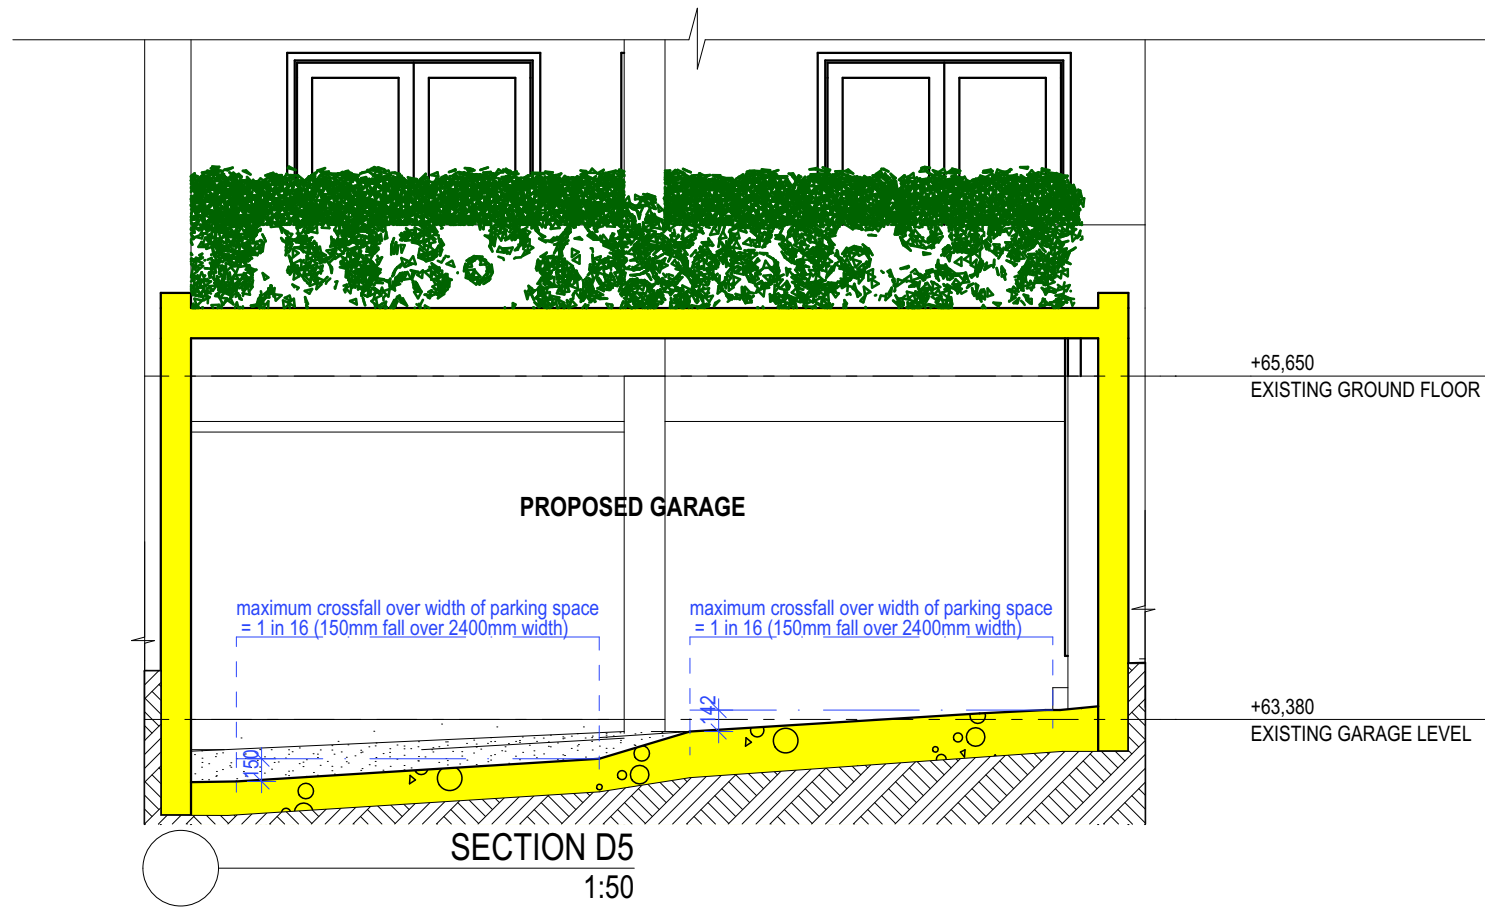 +65,650
EXISTING GROUND FLOOR
PROPOSED GARAGE
maximum crossfall over width of parking space
= 1 in 16 (150mm fall over 2400mm width)
maximum crossfall over width of parking space
= 1 in 16 (150mm fall over 2400mm width)
142
+63,380
EXISTING GARAGE LEVEL
150
SECTION D5
1:50